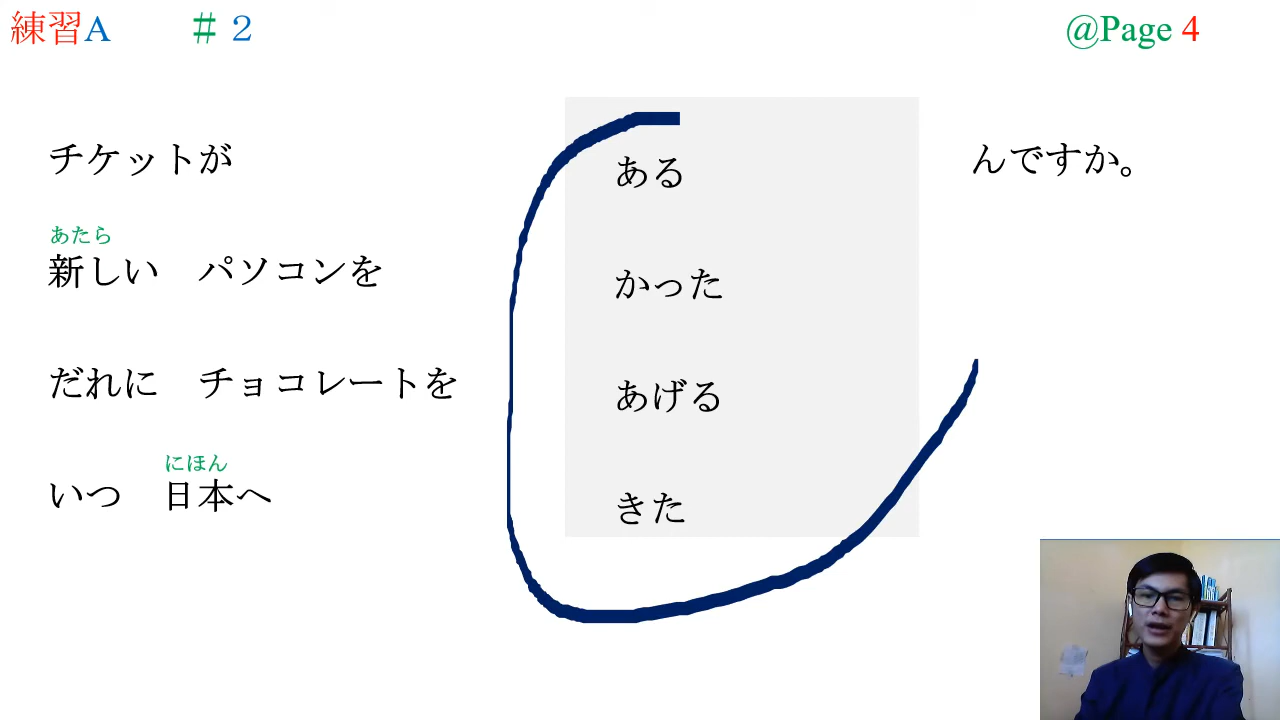 練習A ＃２ @Page 4
チケットが ある んですか。
あたら
新しい パソコンを かった
だれに チョコレートを あげる
にほん
いつ 日本へ きた